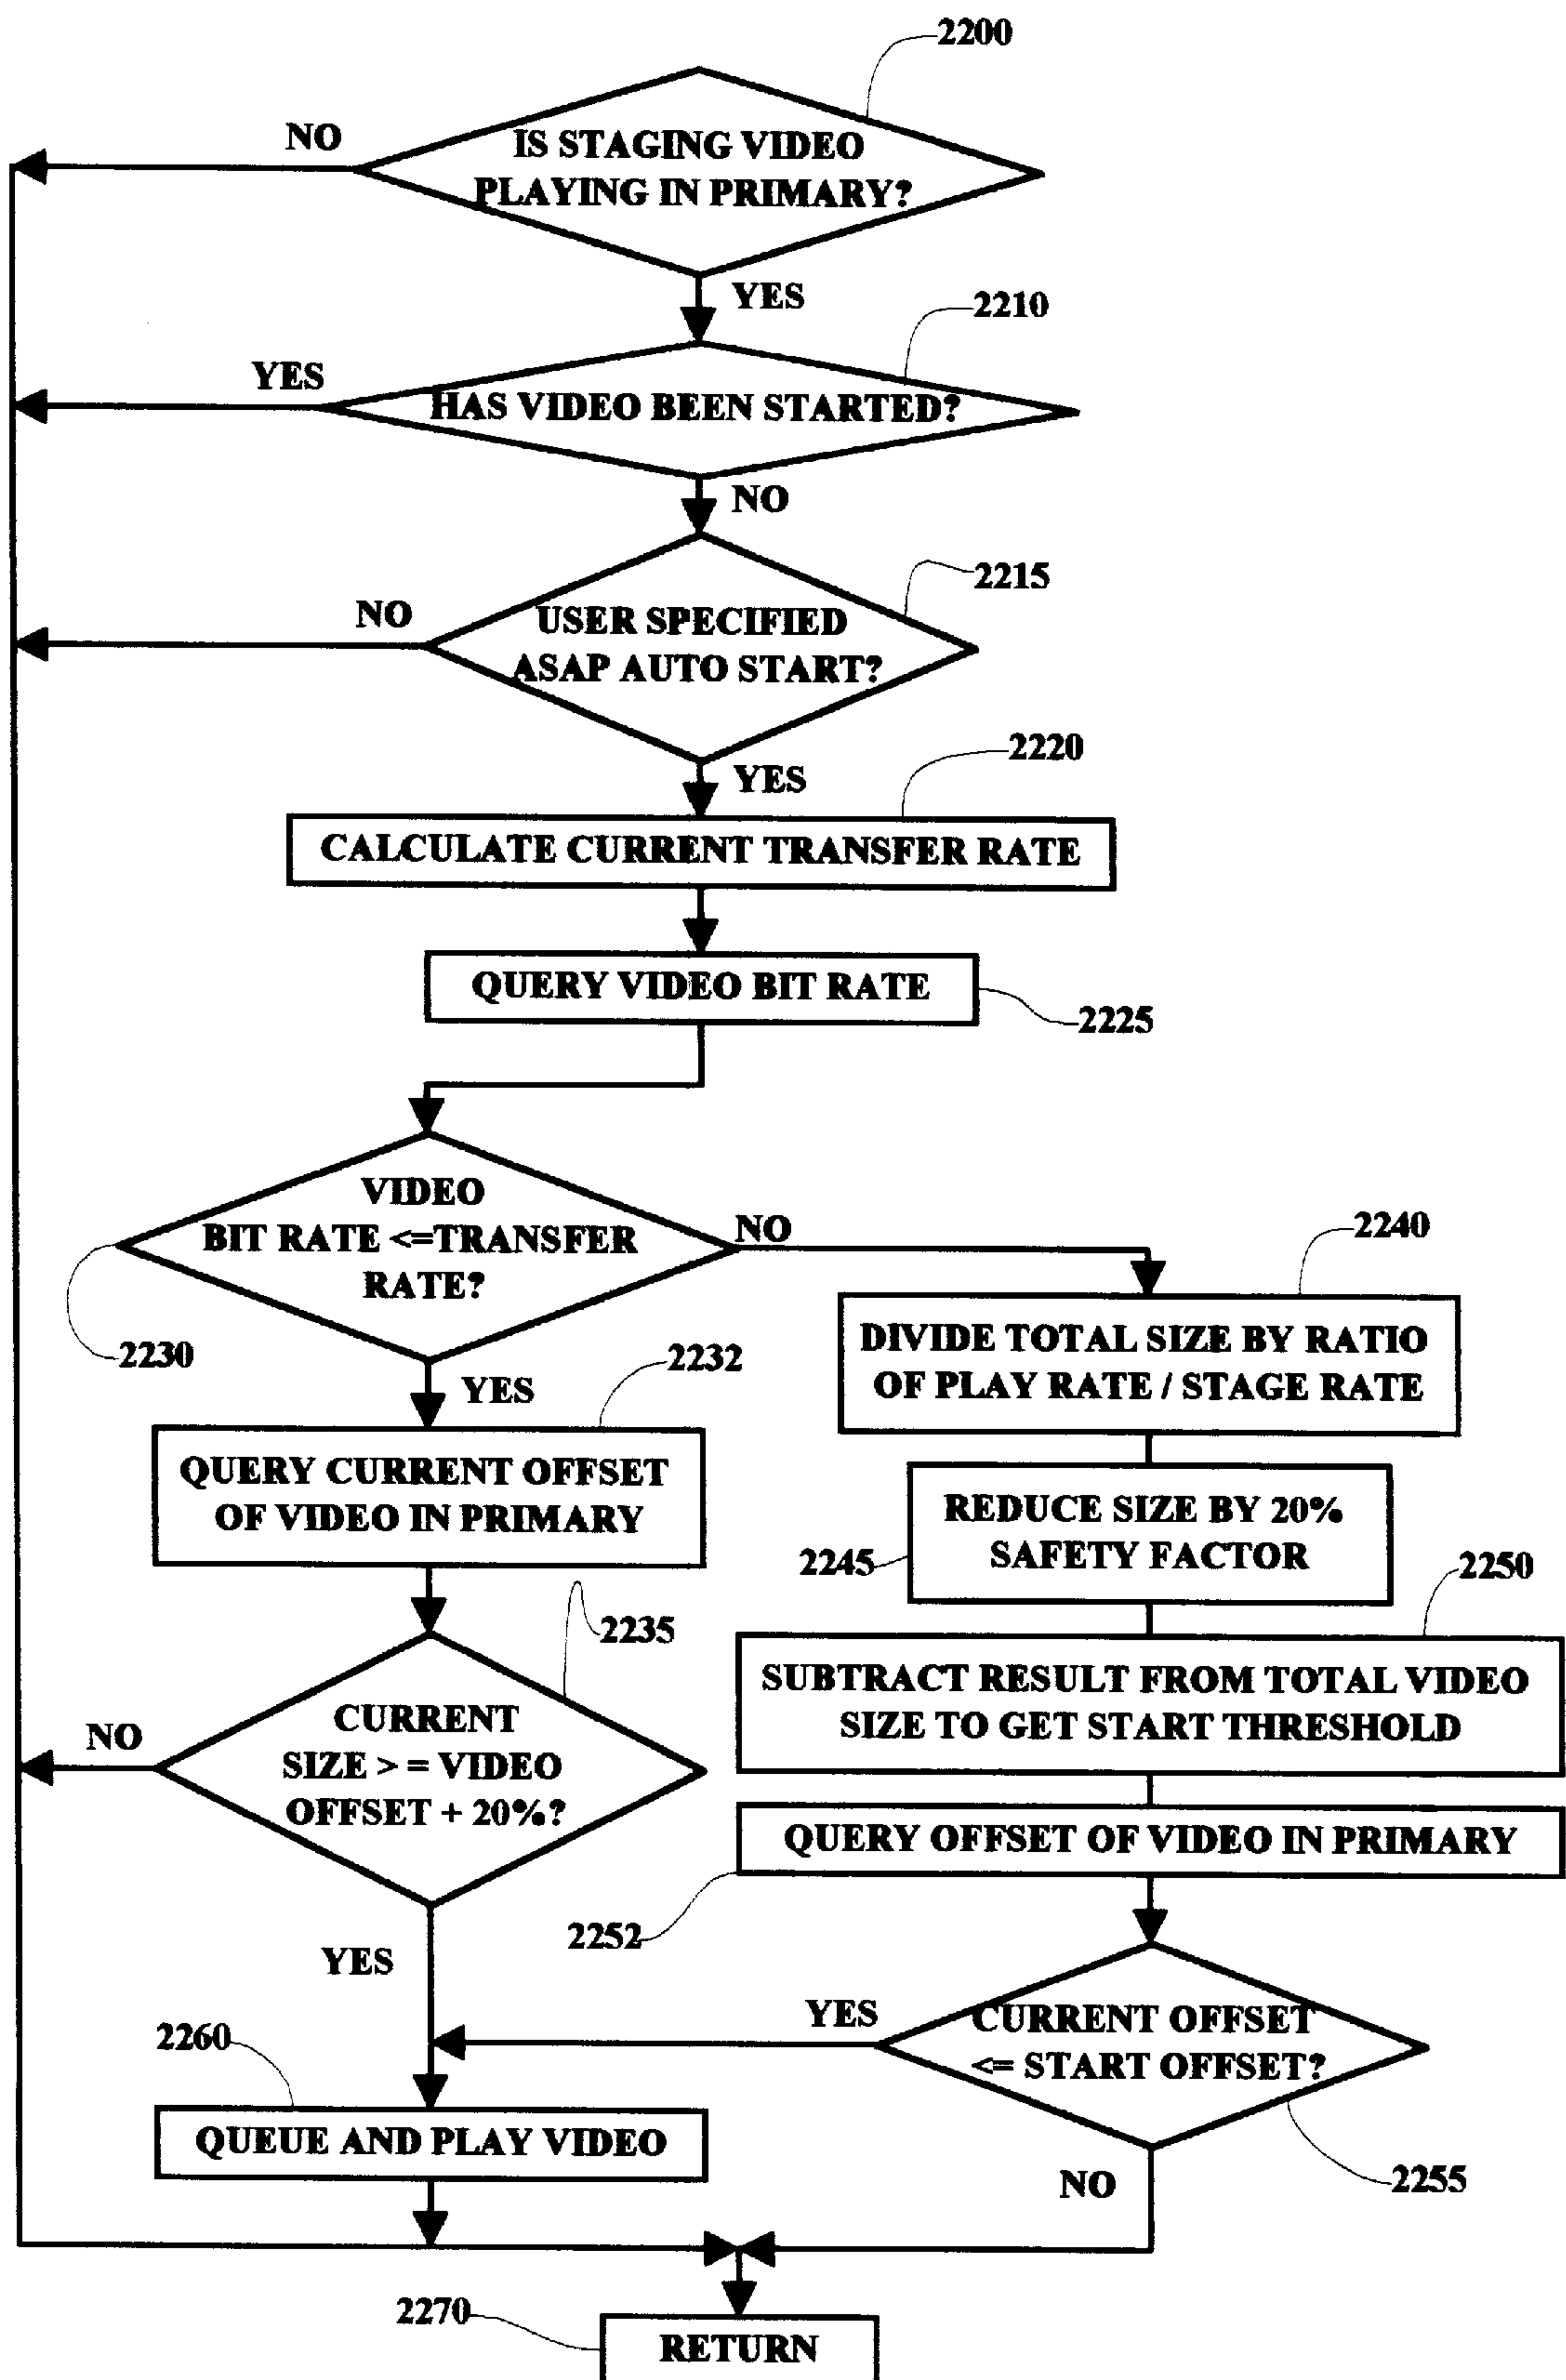 2200
NO
IS STAGING VIDEO
PLAYING IN PRIMARY?
YES
2210
YES
HAS VIDEO BEEN STARTED?
NO
2215
NO
USER SPECIFIED
ASAP AUTO START?
2220
YES
CALCULATE CURRENT TRANSFER RATE
QUERY VIDEO BIT RATE
2225
VIDEO
BIT RATE <=TRANSFER
RATE?
NO
2240
2230
YES
2232
DIVIDE TOTAL SIZE BY RATIO
OF PLAY RATE / STAGE RATE
QUERY CURRENT OFFSET
OF VIDEO IN PRIMARY
REDUCE SIZE BY 20%
SAFETY FACTOR
2245
2250
2235
SUBTRACT RESULT FROM TOTAL VIDEO
SIZE TO GET START THRESHOLD
NO
CURRENT
SIZE > = VIDEO
OFFSET + 20%?
QUERY OFFSET OF VIDEO IN PRIMARY
2252
YES
YES
CURRENT OFFSET
<= START OFFSET?
2260
QUEUE AND PLAY VIDEO
NO
2255
2270
RETURN